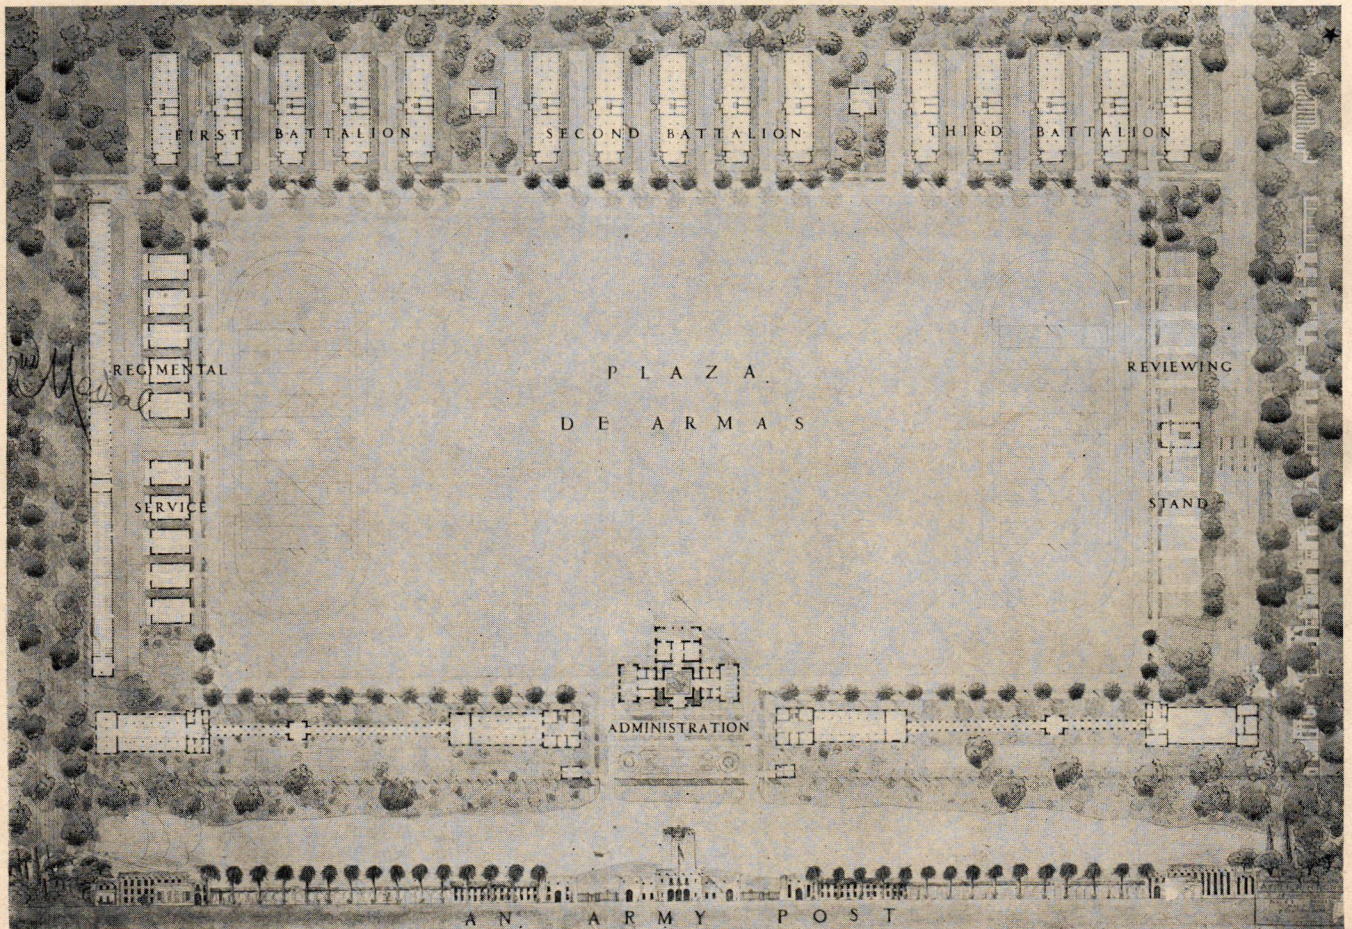 FIRST BATTALION
SECOND BATTALION
THIRD BATTALION
REGIMENTAL
PLAZA
DE ARMAS
REVIEWING
SERVICE
STAND
ADMINISTRATION
AN ARMY POST